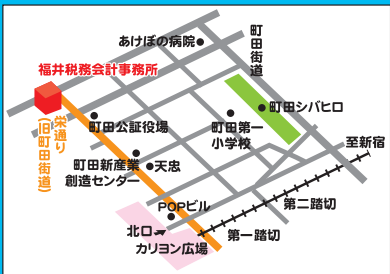 あけぼの病院
町田街道
福井税務会計事務所
町田シバヒロ
町田公証役場
町田第一
小学校
栄通り
(旧町田街道)
町田新産業
創造センター
天忠
至新宿
POPビル
第二踏切
北口
カリヨン広場
第一踏切